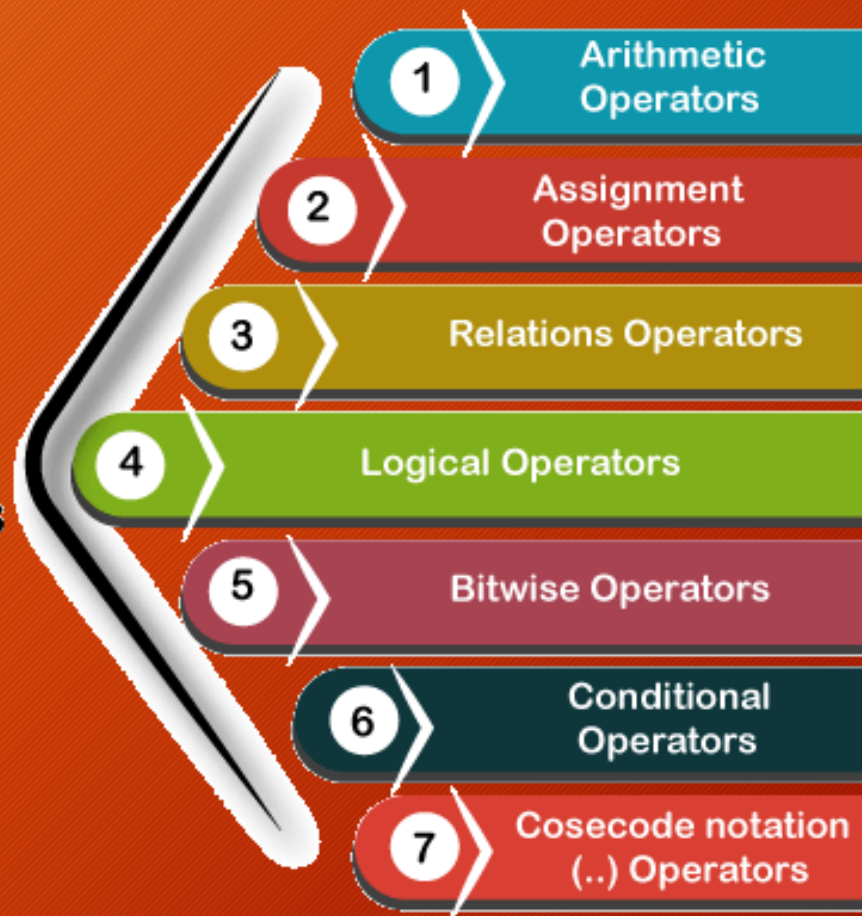 1
Arithmetic
Operators
2
Assignment
Operators
3
Relations Operators
4
Logical Operators
5
Bitwise Operators
6
Conditional
Operators
7
Cosecode notation
(..) Operators